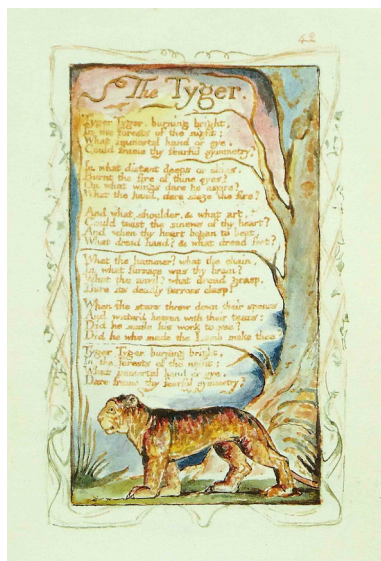 42
The Tyger.
Tyger Tyger, burning bright,
In the forests of the night;
What immortal hand or eye,
Could frame thy fearful symmetry?
In what distant deeps or skies,
Burnt the fire of thine eyes?
On what wings dare he aspire?
What the hand, dare sieze the fire?
And what shoulder, & what art,
Could twist the sinews of thy heart?
And when thy heart began to beat,
What dread hand? & what dread feet?
What the hammer? what the chain,
In what furnace was thy brain?
What the anvil? what dread grasp,
Dare its deadly terrors clasp?
When the stars threw down their spears
And water'd heaven with their tears:
Did he smile his work to see?
Did he who made the Lamb make thee?
Tyger Tyger burning bright,
In the forests of the night:
What immortal hand or eye,
Dare frame thy fearful symmetry?